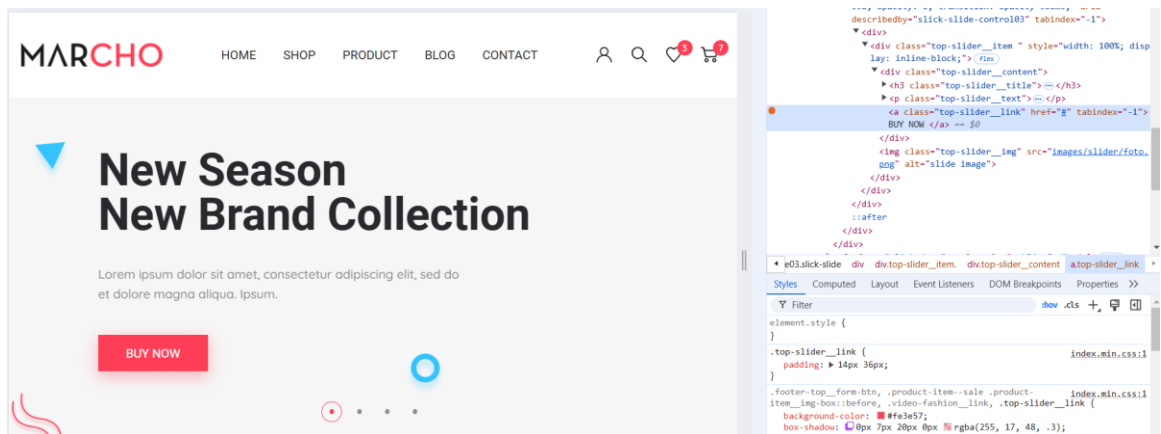 describedby="slick-slide-control03" tabindex="-1">
<div>
<div class="top-slider__item " style="width: 100%; disp
lay: inline-block;"> flex
<div class="top-slider__content">
<h3 class="top-slider__title">…</h3>
<p class="top-slider__text">…</p>
<a class="top-slider__link" href="#" tabindex="-1">
BUY NOW </a> == $0
</div>
<img class="top-slider__img" src="images/slider/foto.
png" alt="slide image">
</div>
</div>
</div>
::after
</div>
</div>
MARCHO
HOME SHOP PRODUCT BLOG CONTACT
3
7
New Season
New Brand Collection
Lorem ipsum dolor sit amet, consectetur adipiscing elit, sed do
et dolore magna aliqua. Ipsum.
BUY NOW
e03.slick-slide div div.top-slider__item. div.top-slider__content a.top-slider__link
Styles Computed Layout Event Listeners DOM Breakpoints Properties
Filter :hov .cls
element.style {
}
.top-slider__link { index.min.css:1
padding: 14px 36px;
}
.footer-top__form-btn, .product-item--sale .product- index.min.css:1
item__img-box::before, .video-fashion__link, .top-slider__link {
background-color: #fe3e57;
box-shadow: 0px 7px 20px 0px rgba(255, 17, 48, .3);